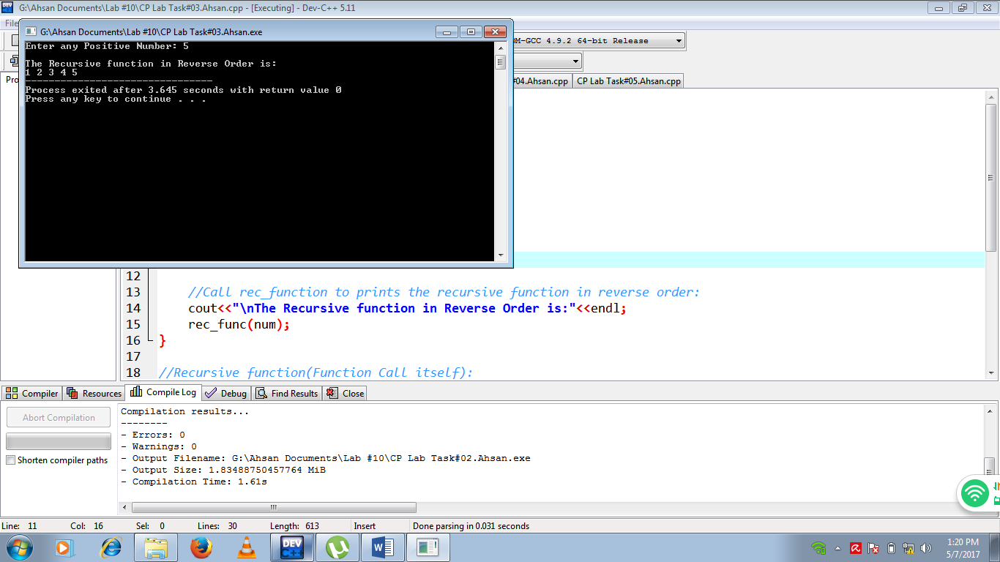 G:\Ahsan Documents\Lab #10\CP Lab Task#03.Ahsan.cpp - [Executing] - Dev-C++ 5.11
File
G:\Ahsan Documents\Lab #10\CP Lab Task#03.Ahsan.exe
Enter any Positive Number: 5
The Recursive function in Reverse Order is:
1 2 3 4 5
--------------------------------
Process exited after 3.645 seconds with return value 0
Press any key to continue . . .
DM-GCC 4.9.2 64-bit Release
Pro
#04.Ahsan.cpp
CP Lab Task#05.Ahsan.cpp
12
13 //Call rec_function to prints the recursive function in reverse order:
14 cout<<"\nThe Recursive function in Reverse Order is:"<<endl;
15 rec_func(num);
16 }
17
18 //Recursive function(Function Call itself):
Compiler Resources Compile Log Debug Find Results Close
Abort Compilation
Shorten compiler paths
Compilation results...
--------
- Errors: 0
- Warnings: 0
- Output Filename: G:\Ahsan Documents\Lab #10\CP Lab Task#02.Ahsan.exe
- Output Size: 1.83488750457764 MiB
- Compilation Time: 1.61s
Line: 11 Col: 16 Sel: 0 Lines: 30 Length: 613 Insert Done parsing in 0.031 seconds
DEV C++
1:20 PM
5/7/2017